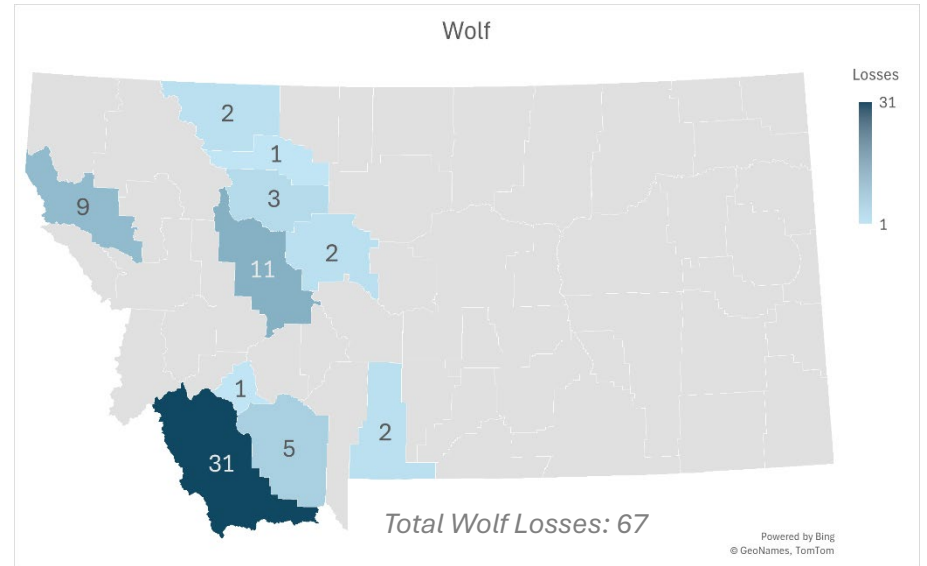 Wolf
Losses
31
1
2
1
3
9
2
11
1
5
2
31
Total Wolf Losses: 67
Powered by Bing
© GeoNames, TomTom